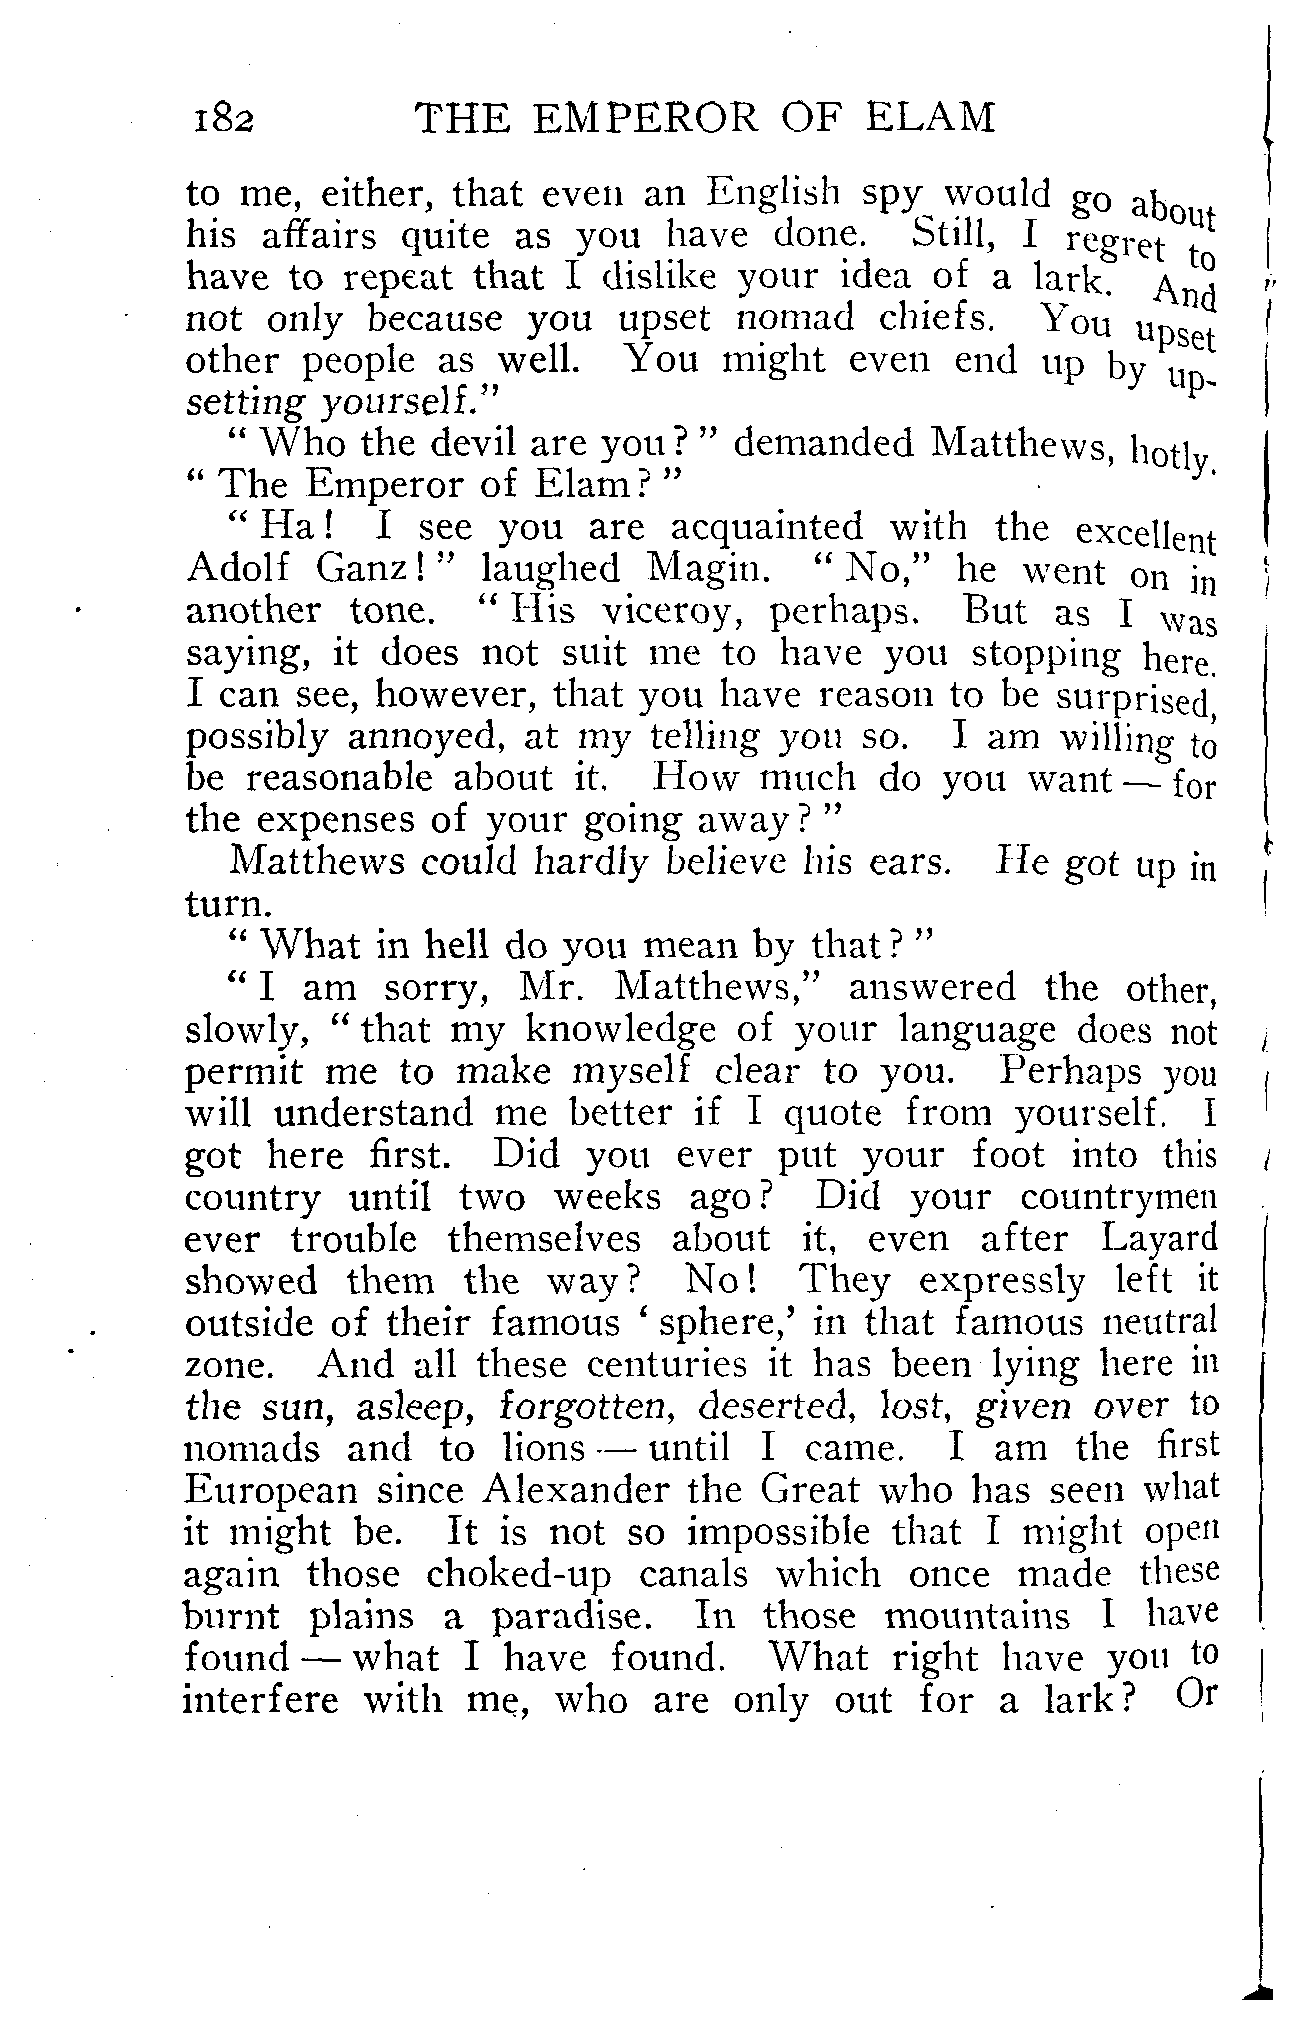 182 THE EMPEROR OF ELAM
to me, either, that even an English spy would go about
his affairs quite as you have done. Still, I regret to
have to repeat that I dislike your idea of a lark. And
not only because you upset nomad chiefs. You upset
other people as well. You might even end up by up-
setting yourself."
" Who the devil are you? " demanded Matthews, hotly.
" The Emperor of Elam? "
" Ha! I see you are acquainted with the excellent
Adolf Ganz! " laughed Magin. " No," he went on in
another tone. " His viceroy, perhaps. But as I was
saying, it does not suit me to have you stopping here.
I can see, however, that you have reason to be surprised,
possibly annoyed, at my telling you so. I am willing to
be reasonable about it. How much do you want — for
the expenses of your going away? "
Matthews could hardly believe his ears. He got up in
turn.
" What in hell do you mean by that? "
" I am sorry, Mr. Matthews," answered the other,
slowly, " that my knowledge of your language does not
permit me to make myself clear to you. Perhaps you
will understand me better if I quote from yourself. I
got here first. Did you ever put your foot into this
country until two weeks ago? Did your countrymen
ever trouble themselves about it, even after Layard
showed them the way? No! They expressly left it
outside of their famous ' sphere,' in that famous neutral
zone. And all these centuries it has been lying here in
the sun, asleep, forgotten, deserted, lost, given over to
nomads and to lions — until I came. I am the first
European since Alexander the Great who has seen what
it might be. It is not so impossible that I might open
again those choked-up canals which once made these
burnt plains a paradise. In those mountains I have
found — what I have found. What right have you to
interfere with me, who are only out for a lark? Or